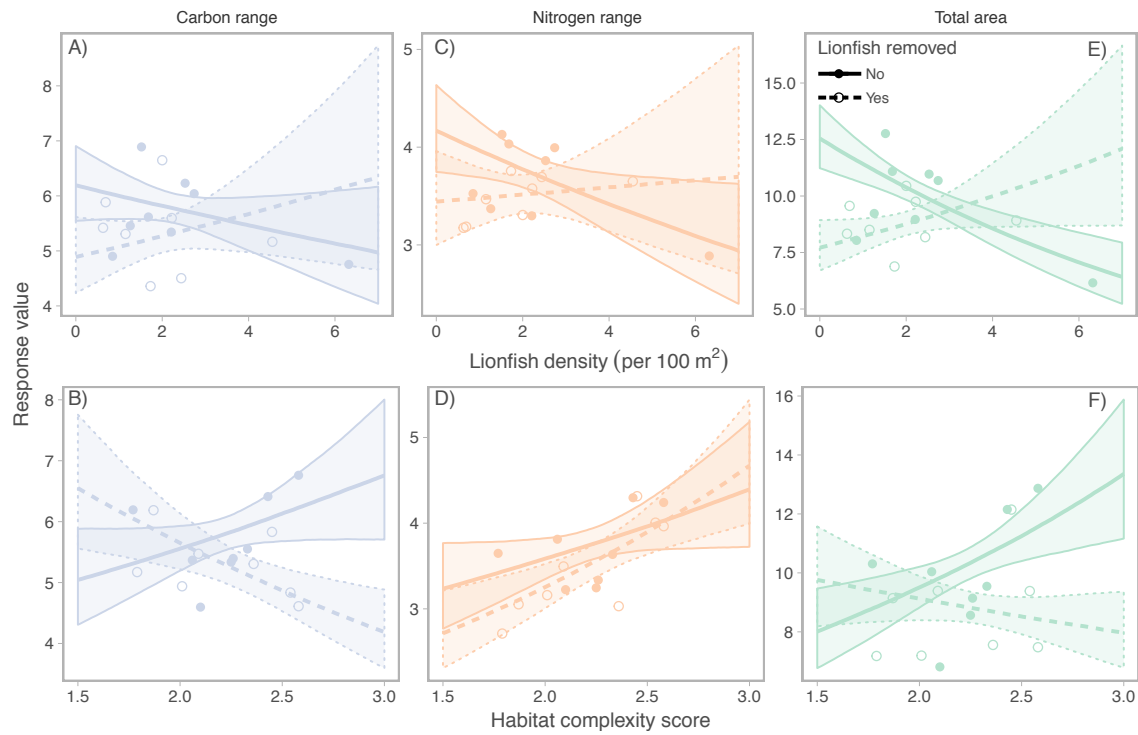 Carbon range
Nitrogen range
Total area
A)
C)
E)
Lionfish removed
No
Yes
8
7
6
5
4
5
4
3
15.0
12.5
10.0
7.5
5.0
0 2 4 6
0 2 4 6
0 2 4 6
Response value
Lionfish density (per 100 m²)
B)
D)
F)
8
7
6
5
4
5
4
3
16
14
12
10
8
1.5 2.0 2.5 3.0
1.5 2.0 2.5 3.0
1.5 2.0 2.5 3.0
Habitat complexity score